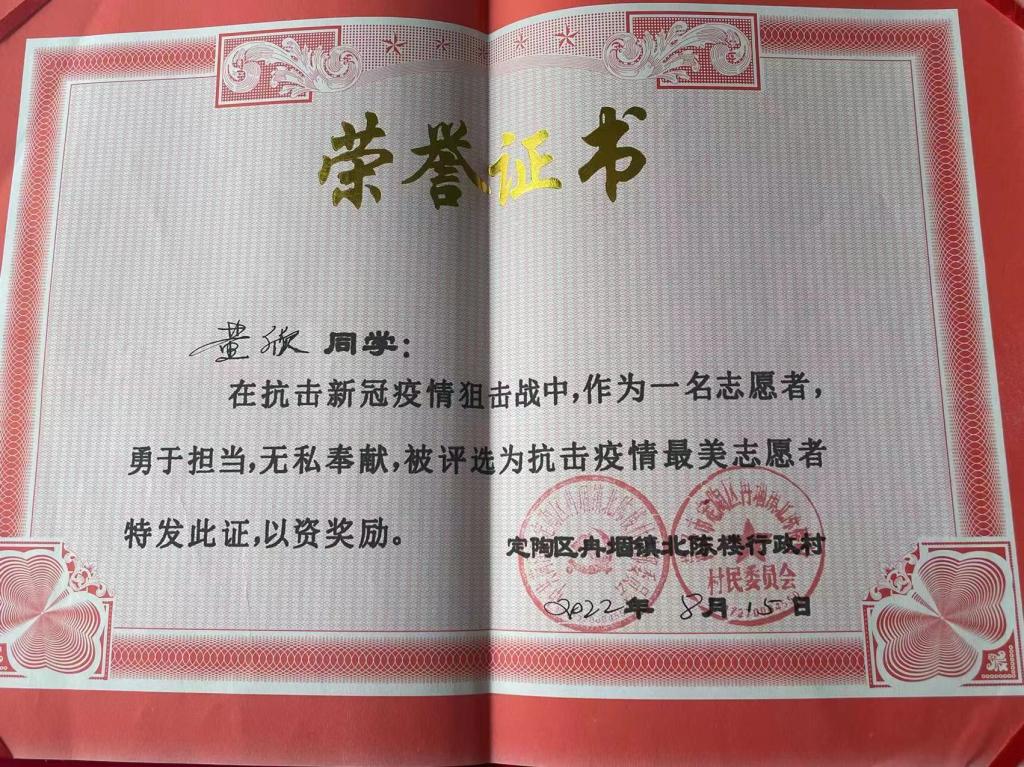 荣誉证书
同学：
在抗击新冠疫情狙击战中，作为一名志愿者，
勇于担当，无私奉献，被评选为抗击疫情最美志愿者
特发此证，以资奖励。
定陶区冉堌镇北陈楼行政村
村民委员会
2022年8月15日